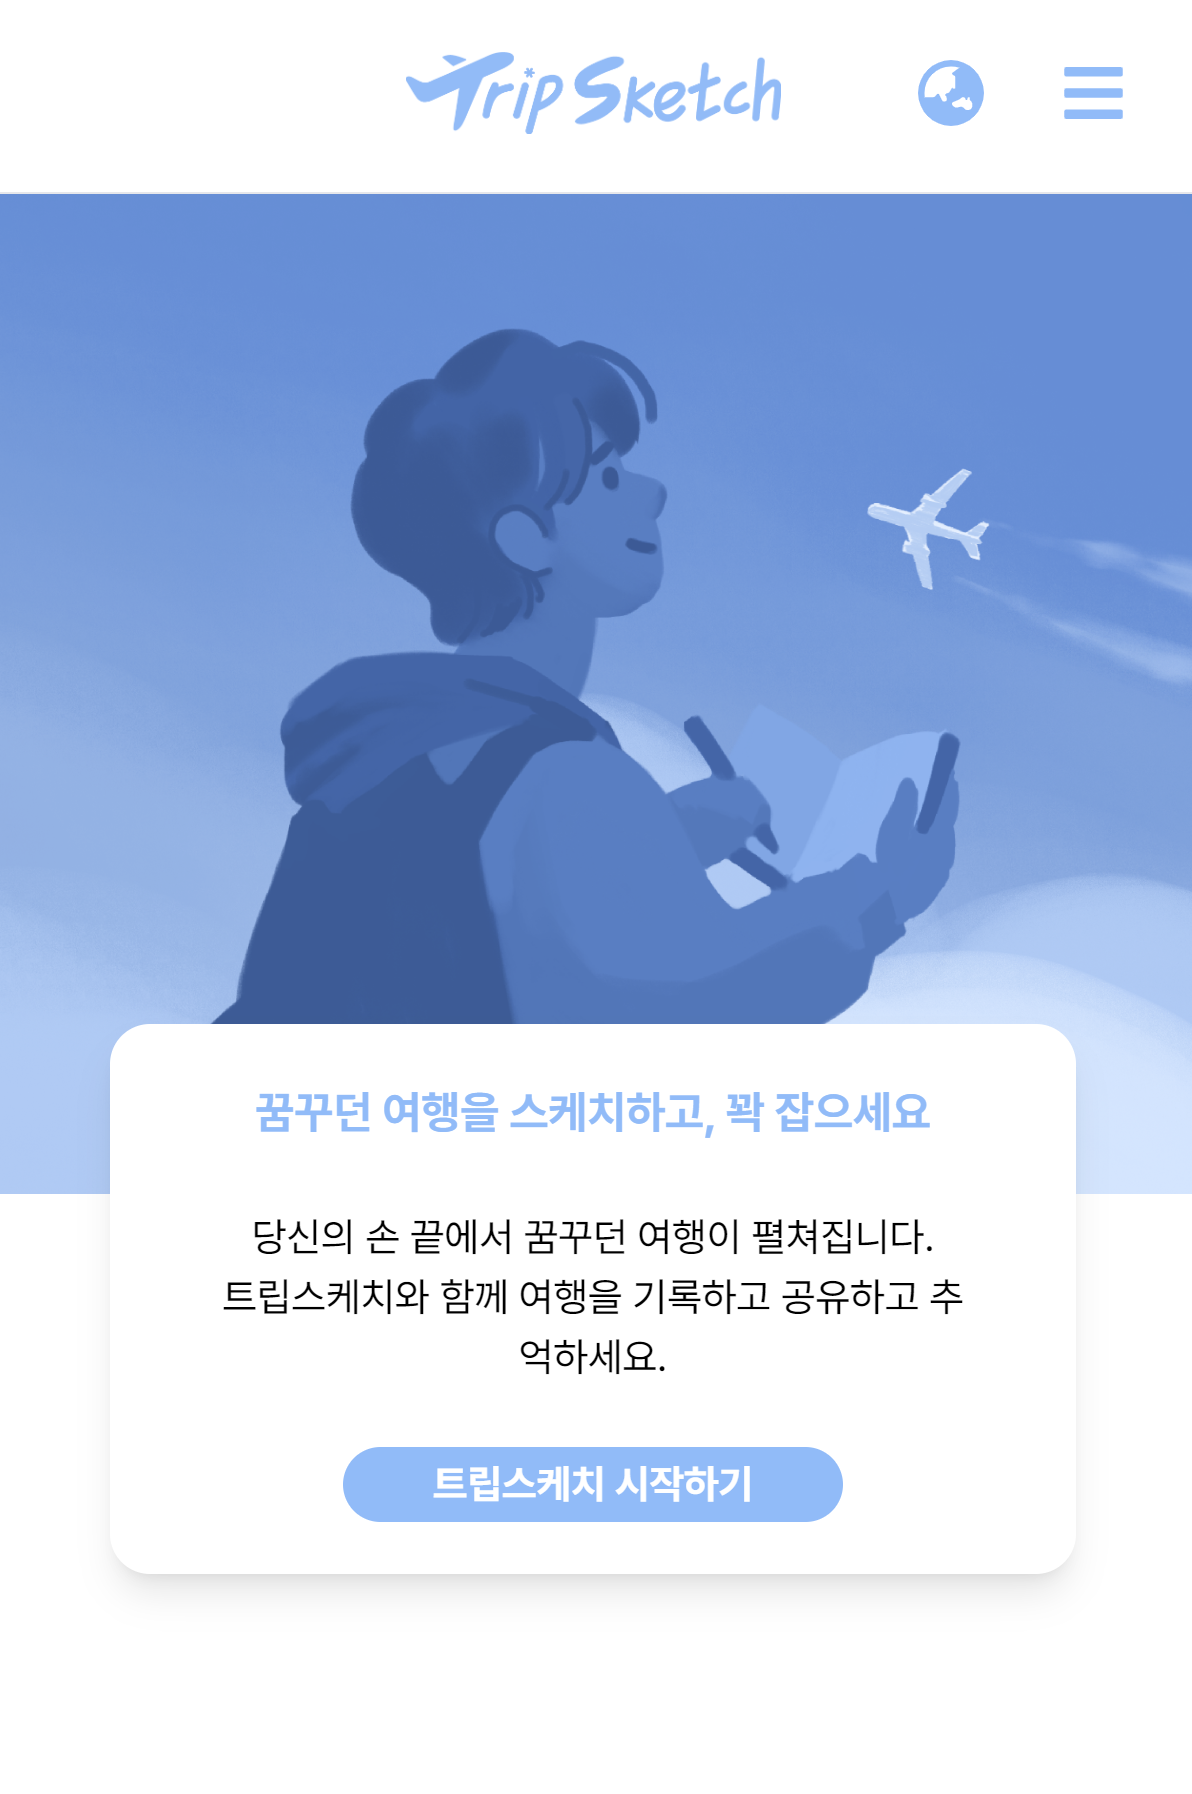 Trip Sketch
꿈꾸던 여행을 스케치하고, 꽉 잡으세요
당신의 손 끝에서 꿈꾸던 여행이 펼쳐집니다.
트립스케치와 함께 여행을 기록하고 공유하고 추
억하세요.
트립스케치 시작하기